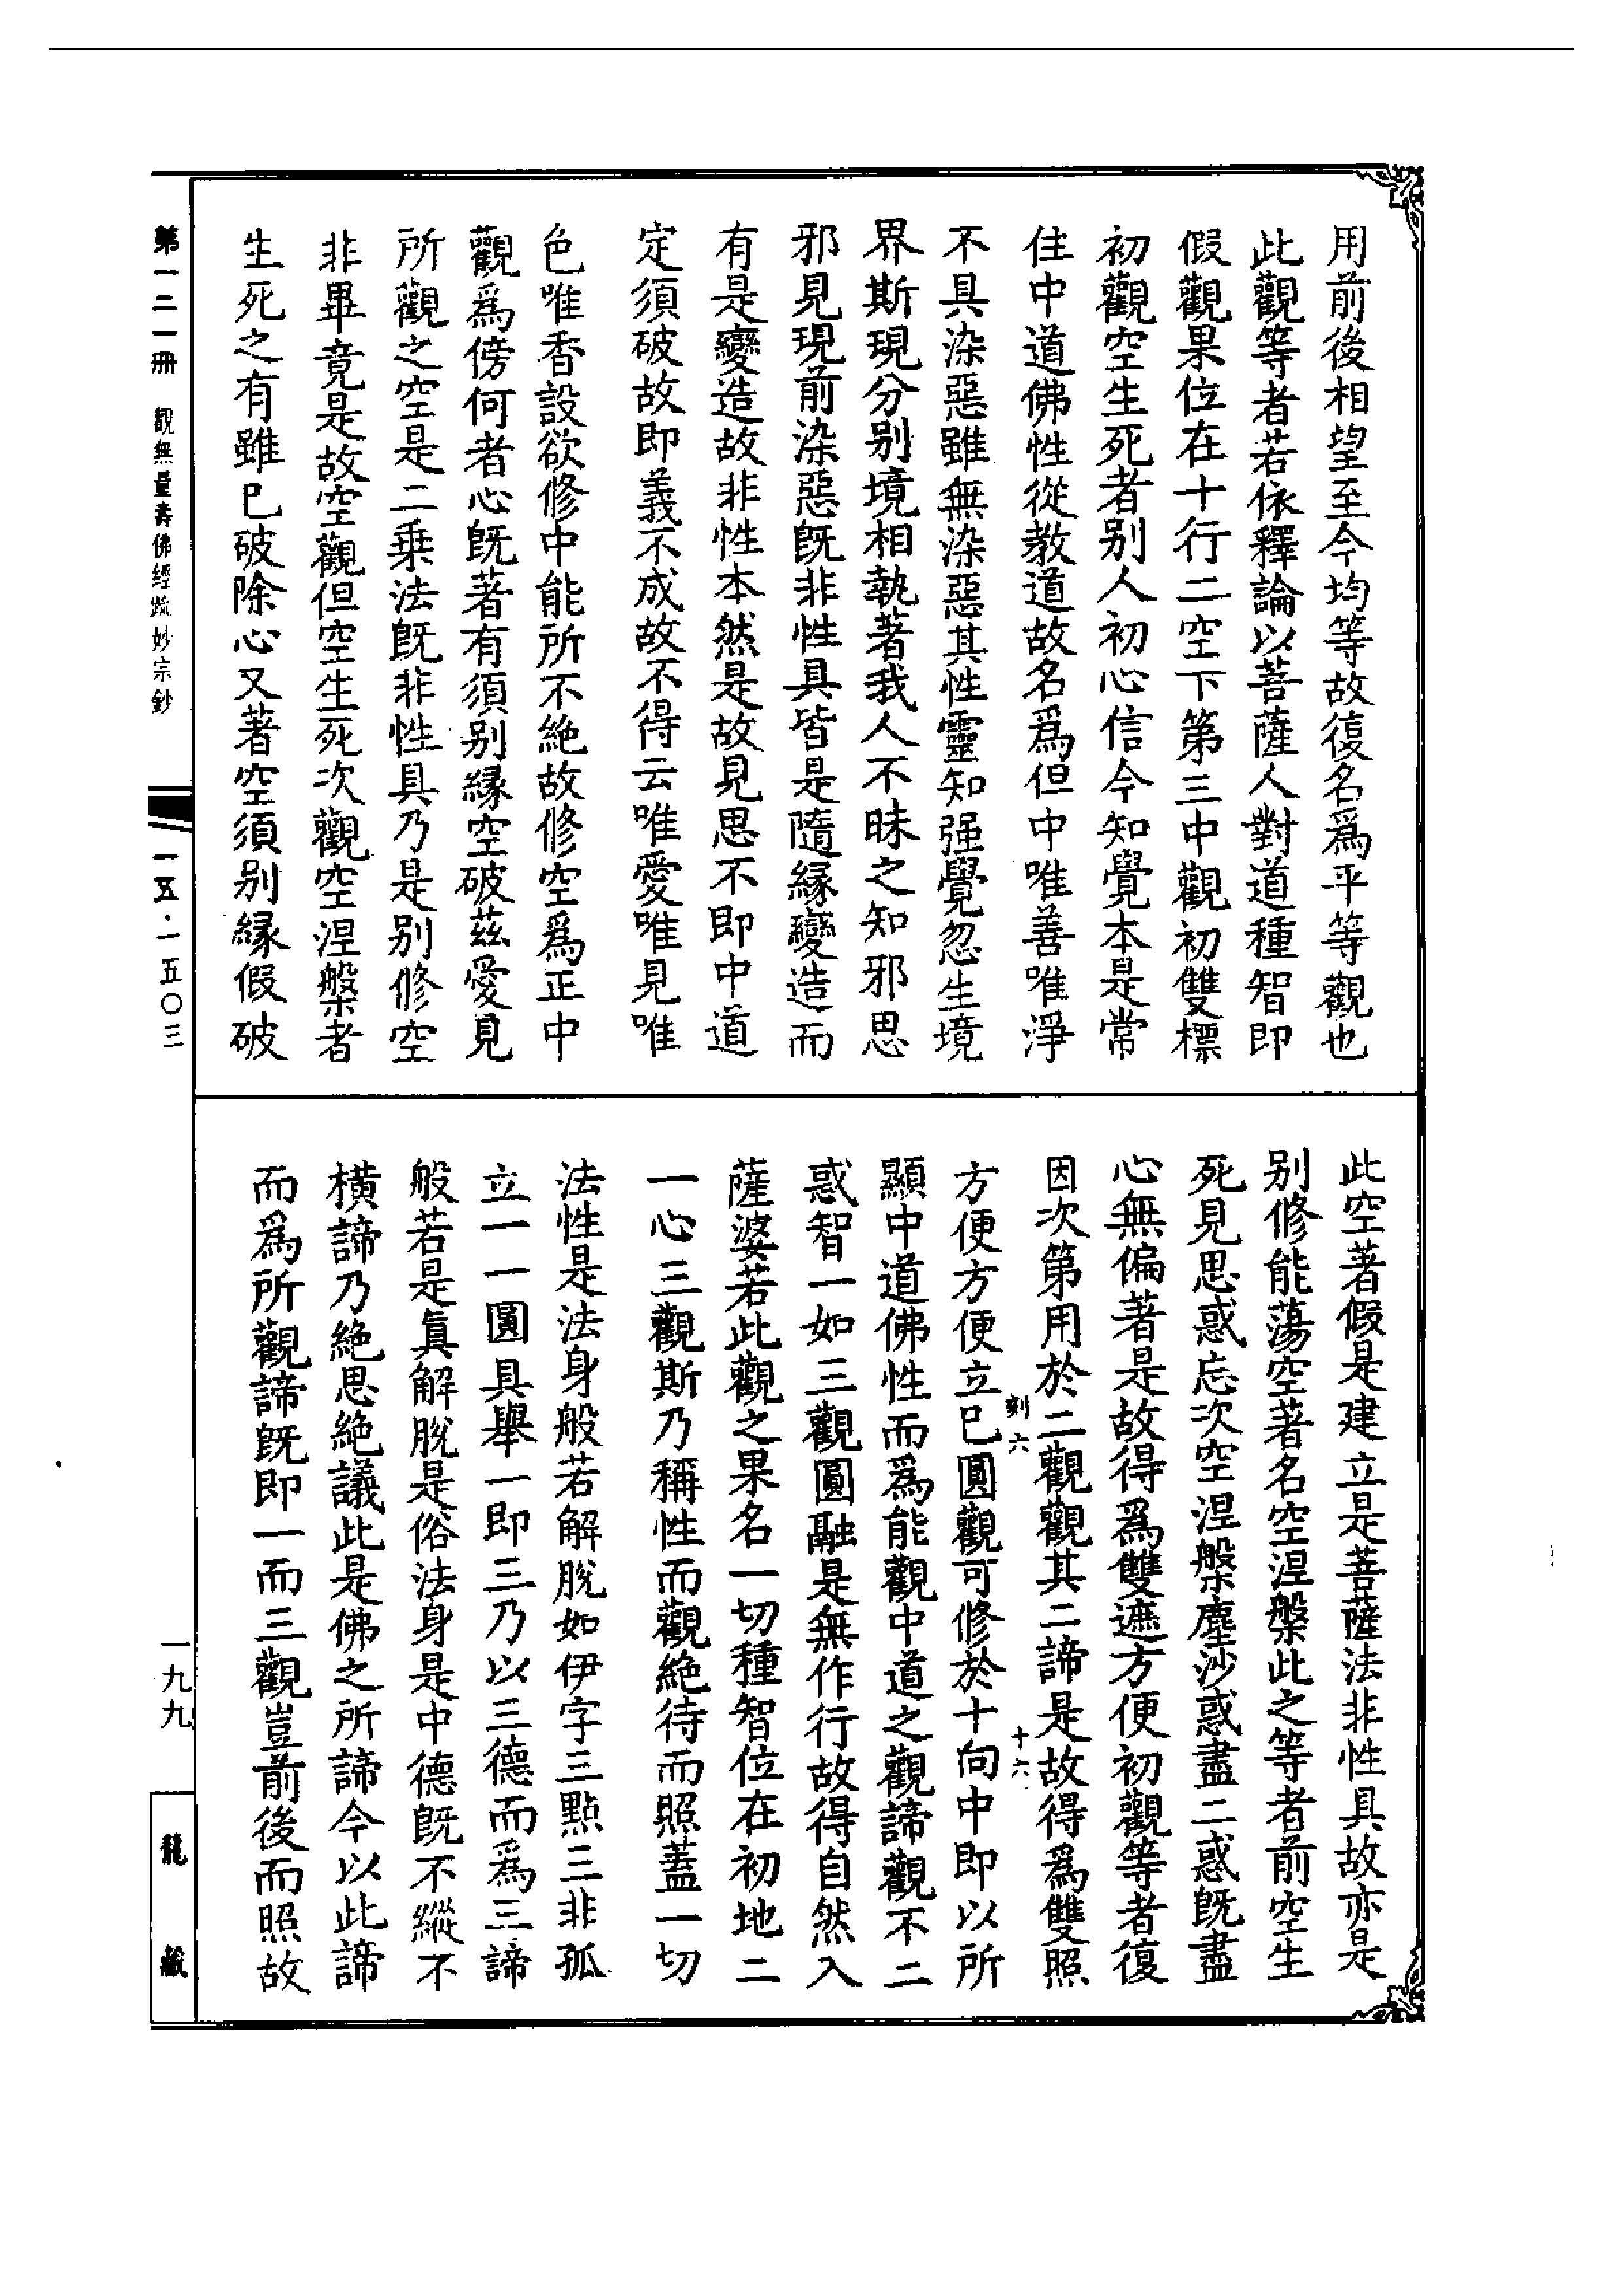 用前後相望至今均等故復名為平等觀也
此觀等者若依釋論以菩薩人對道種智即
假觀果位在十行二空下第三中觀初雙標
初觀空生死者別人初心信今知覺本是常
住中道佛性從教道故名為但中唯善唯淨
不具染惡雖無染惡其性靈知强覺忽生境
界斯現分別境相執著我人不昧之知邪思
邪見現前染惡既非性具皆是隨緣變造而
有是變造故非性本然是故見思不即中道
定須破故即義不成故不得云唯愛唯見唯
色唯香設欲修中能所不絶故修空為正中
觀為傍何者心既著有須別緣空破茲愛見
所觀之空是二乗法既非性具乃是別修空
非畢竟是故空觀但空生死次觀空涅槃者
生死之有雖已破除心又著空須別緣假破
此空著假是建立是菩薩法非性具故亦是
別修能蕩空著名空涅槃此之等者前空生
死見思惑忘次空涅槃塵沙惑盡二惑既盡
心無偏著是故得為雙遮方便初觀等者復
因次第用於二觀觀其二諦是故得為雙照
刻六 十六
方便方便立已圓觀可修於十向中即以所
顯中道佛性而為能觀中道之觀諦觀不二
惑智一如三觀圓融是無作行故得自然入
薩婆若此觀之果名一切種智位在初地二
一心三觀斯乃稱性而觀絶待而照蓋一切
法性是法身般若解脫如伊字三點三非孤
立一一圓具舉一即三乃以三德而為三諦
般若是真解脫是俗法身是中德既不縱不
橫諦乃絶思絶議此是佛之所諦今以此諦
而為所觀諦既即一而三觀豈前後而照故
第一二一冊 觀無量壽佛經疏妙宗鈔
一五·一五〇三
一九九
龍藏